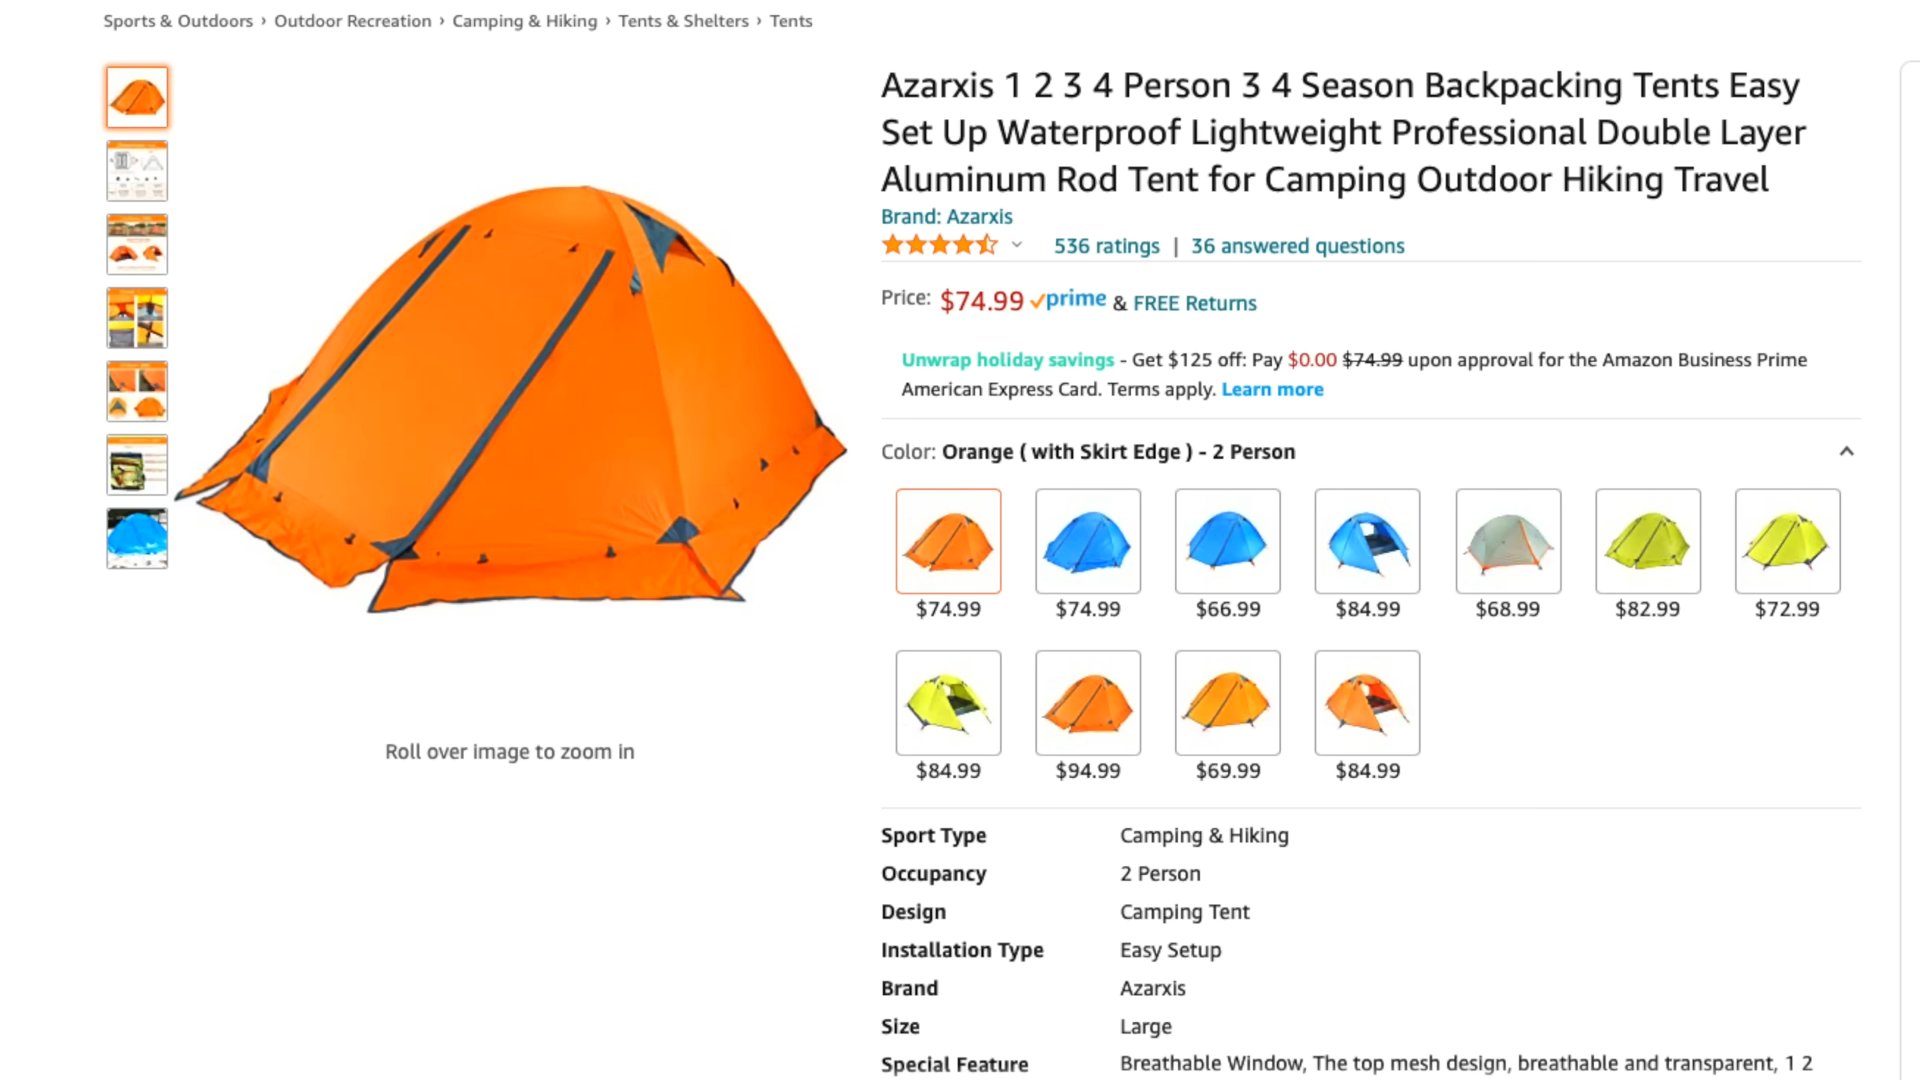 Sports & Outdoors › Outdoor Recreation › Camping & Hiking › Tents & Shelters › Tents
Azarxis 1 2 3 4 Person 3 4 Season Backpacking Tents Easy
Set Up Waterproof Lightweight Professional Double Layer
Aluminum Rod Tent for Camping Outdoor Hiking Travel
Brand: Azarxis
536 ratings | 36 answered questions
Price: $74.99 prime & FREE Returns
Unwrap holiday savings - Get $125 off: Pay $0.00 $74.99 upon approval for the Amazon Business Prime
American Express Card. Terms apply. Learn more
Color: Orange ( with Skirt Edge ) - 2 Person
$74.99 $74.99 $66.99 $84.99 $68.99 $82.99 $72.99
$84.99 $94.99 $69.99 $84.99
Roll over image to zoom in
Sport Type Camping & Hiking
Occupancy 2 Person
Design Camping Tent
Installation Type Easy Setup
Brand Azarxis
Size Large
Special Feature Breathable Window, The top mesh design, breathable and transparent, 1 2